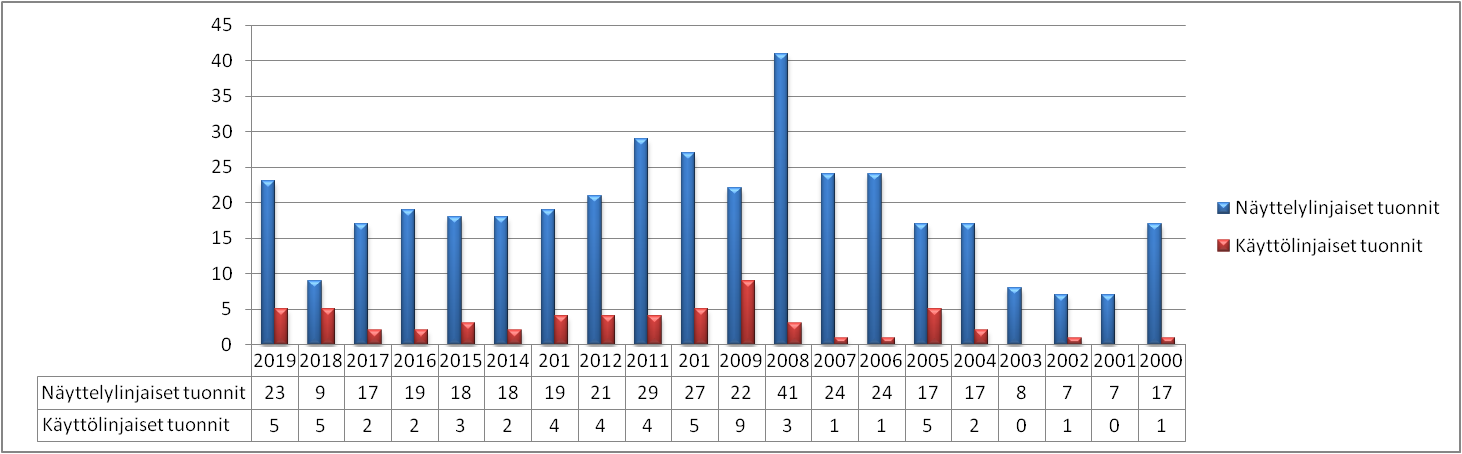 45
40
35
30
25
20
15
10
5
0
2019 2018 2017 2016 2015 2014 201 2012 2011 201 2009 2008 2007 2006 2005 2004 2003 2002 2001 2000
Näyttelylinjaiset tuonnit 23 9 17 19 18 18 19 21 29 27 22 41 24 24 17 17 8 7 7 17
Käyttölinjaiset tuonnit 5 5 2 2 3 2 4 4 4 5 9 3 1 1 5 2 0 1 0 1
Näyttelylinjaiset tuonnit
Käyttölinjaiset tuonnit